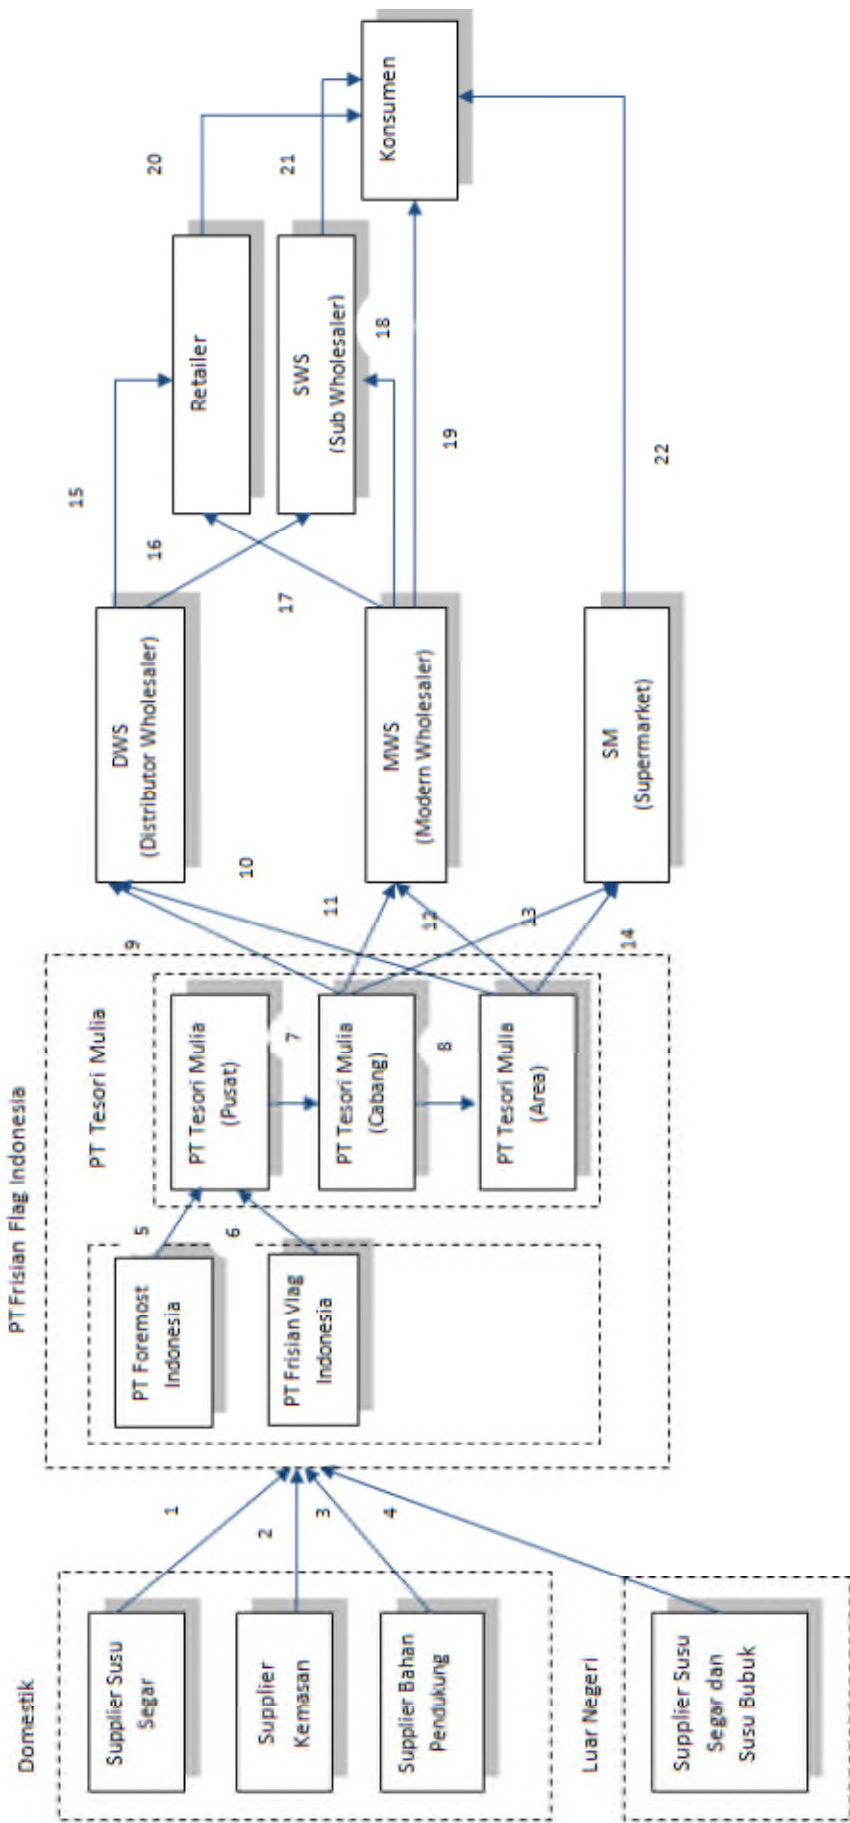 PT Frisian Flag Indonesia
Domestik
Supplier Susu
Segar
Supplier
Kemasan
Supplier Bahan
Pendukung
Luar Negeri
Supplier Susu
Segar dan
Susu Bubuk
1
2
3
4
PT Foremost
Indonesia
PT Frisian Vlag
Indonesia
5
6
PT Tesori Mulia
PT Tesori Mulia
(Pusat)
7
PT Tesori Mulia
(Cabang)
8
PT Tesori Mulia
(Area)
9
10
11
12
13
14
DWS
(Distributor Wholesaler)
MWS
(Modern Wholesaler)
SM
(Supermarket)
15
16
17
18
19
22
Retailer
SWS
(Sub Wholesaler)
20
21
Konsumen